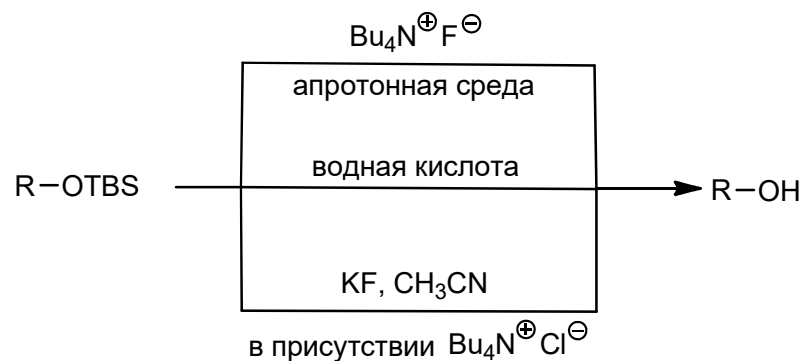 Bu₄N⊕F⊖
апротонная среда
водная кислота
R–OTBS
R–OH
KF, CH₃CN
в присутствии Bu₄N⊕Cl⊖